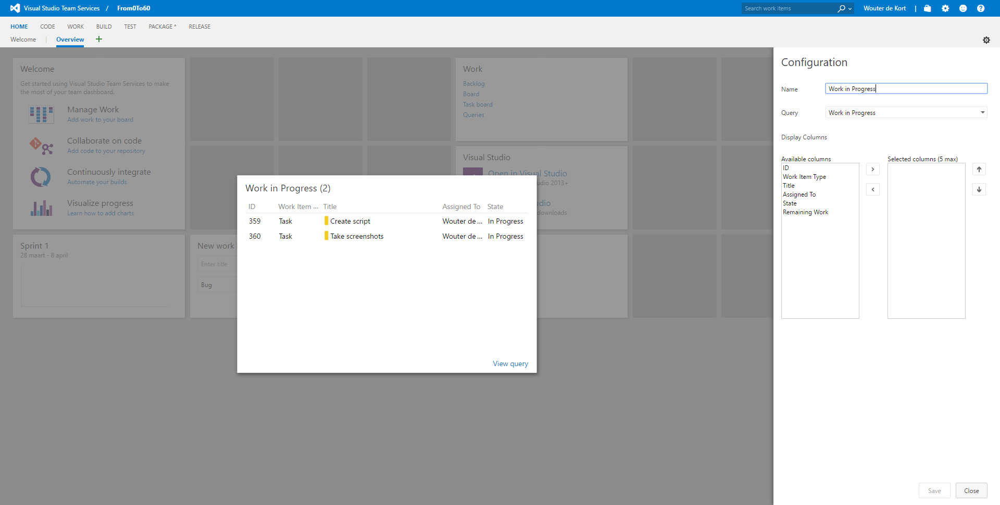 Visual Studio Team Services / From0To60
Search work items
Wouter de Kort |
HOME CODE WORK BUILD TEST PACKAGE * RELEASE
Welcome | Overview +
Welcome
Get started using Visual Studio Team Services to make
the most of your team dashboard.
Manage Work
Add work to your board
Collaborate on code
Add code to your repository
Continuously integrate
Automate your builds
Visualize progress
Learn how to add charts
Work
Backlog
Board
Task board
Queries
Visual Studio
Open in Visual Studio
udio 2013+
dio
downloads
Sprint 1
28 maart - 8 april
New work
Enter title
Bug
Work in Progress (2)
ID Work Item ... Title Assigned To State
359 Task Create script Wouter de ... In Progress
360 Task Take screenshots Wouter de ... In Progress
View query
Configuration
Name Work in Progress
Query Work in Progress
Display Columns
Available columns
ID
Work Item Type
Title
Assigned To
State
Remaining Work
Selected columns (5 max)
Save Close